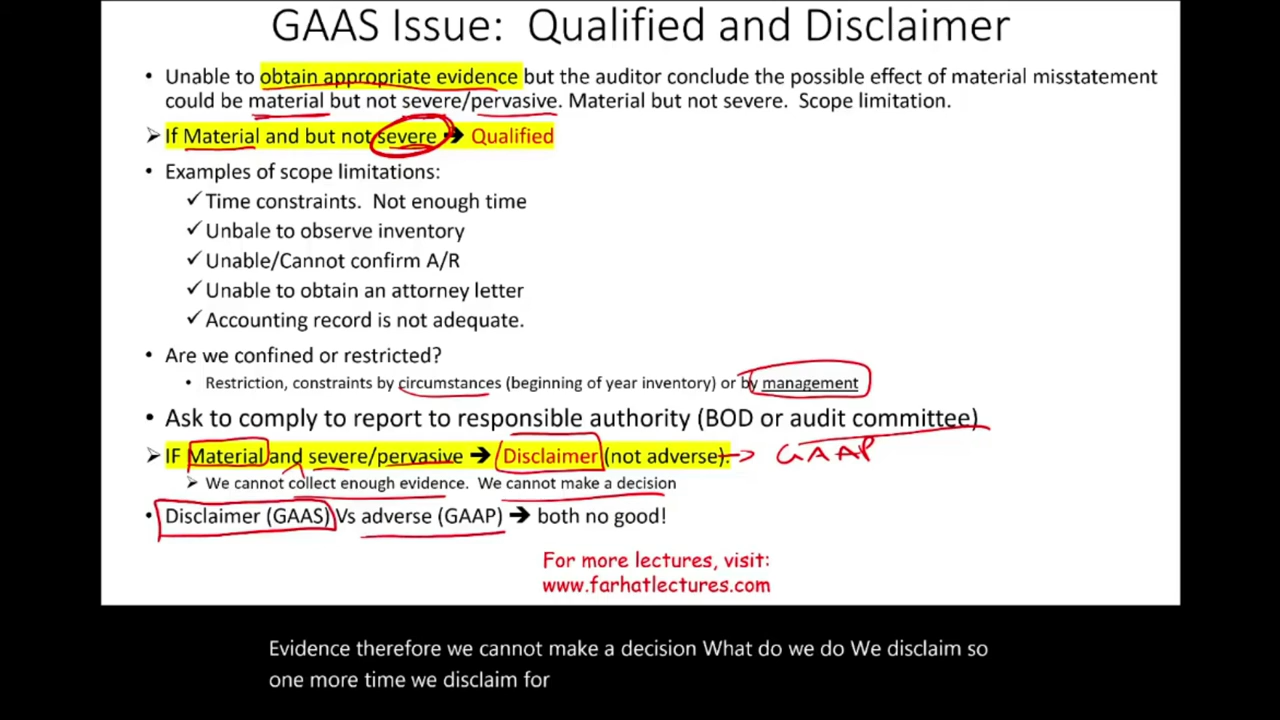 GAAS Issue: Qualified and Disclaimer
• Unable to obtain appropriate evidence but the auditor conclude the possible effect of material misstatement
could be material but not severe/pervasive. Material but not severe. Scope limitation.
➢ If Material and but not severe ➔ Qualified
• Examples of scope limitations:
✓ Time constraints. Not enough time
✓ Unbale to observe inventory
✓ Unable/Cannot confirm A/R
✓ Unable to obtain an attorney letter
✓ Accounting record is not adequate.
• Are we confined or restricted?
• Restriction, constraints by circumstances (beginning of year inventory) or by management
• Ask to comply to report to responsible authority (BOD or audit committee)
➢ IF Material and severe/pervasive ➔ Disclaimer (not adverse). → GAAP
➢ We cannot collect enough evidence. We cannot make a decision
• Disclaimer (GAAS) Vs adverse (GAAP) ➔ both no good!
For more lectures, visit:
www.farhatlectures.com
Evidence therefore we cannot make a decision What do we do We disclaim so
one more time we disclaim for